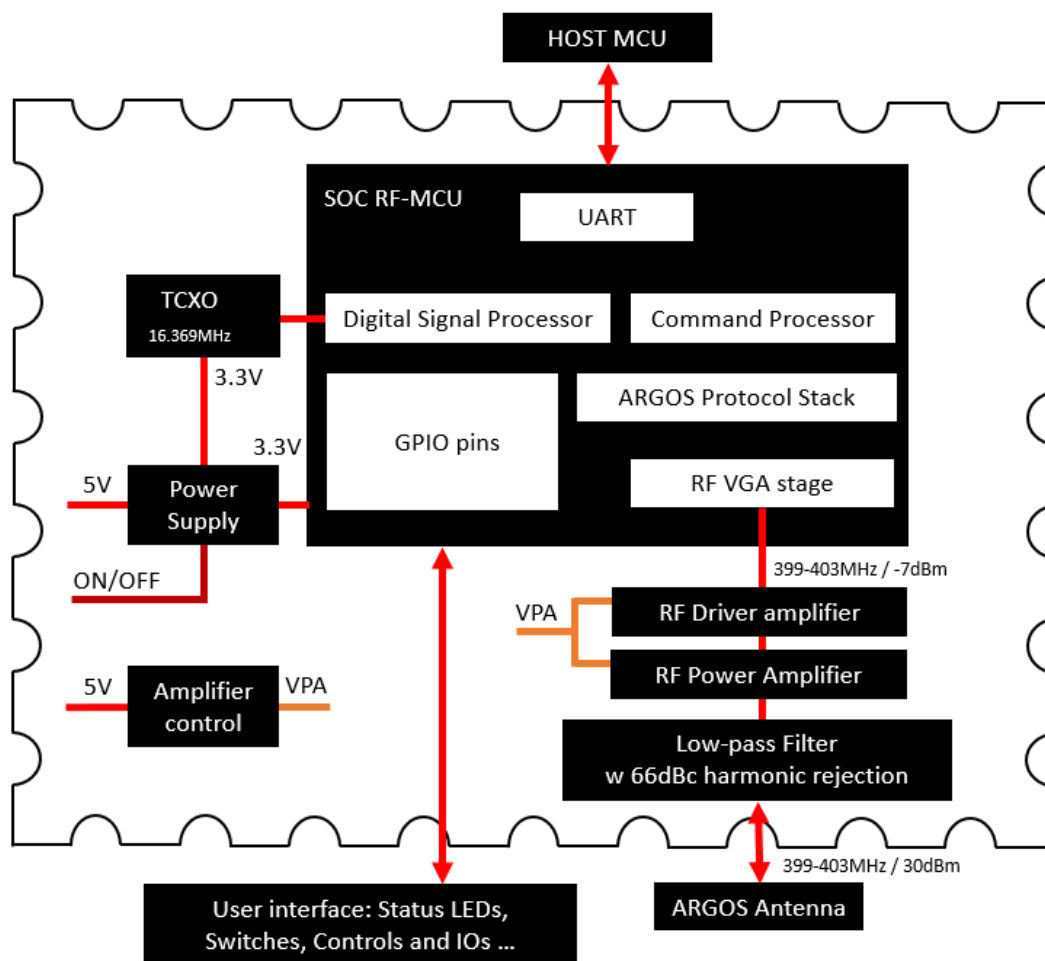 HOST MCU
SOC RF-MCU
UART
TCXO
16.369MHz
Digital Signal Processor
Command Processor
3.3V
ARGOS Protocol Stack
GPIO pins
3.3V
5V
Power
Supply
RF VGA stage
ON/OFF
399-403MHz / -7dBm
VPA
RF Driver amplifier
RF Power Amplifier
5V
Amplifier
control
VPA
Low-pass Filter
w 66dBc harmonic rejection
399-403MHz / 30dBm
User interface: Status LEDs,
Switches, Controls and IOs ...
ARGOS Antenna